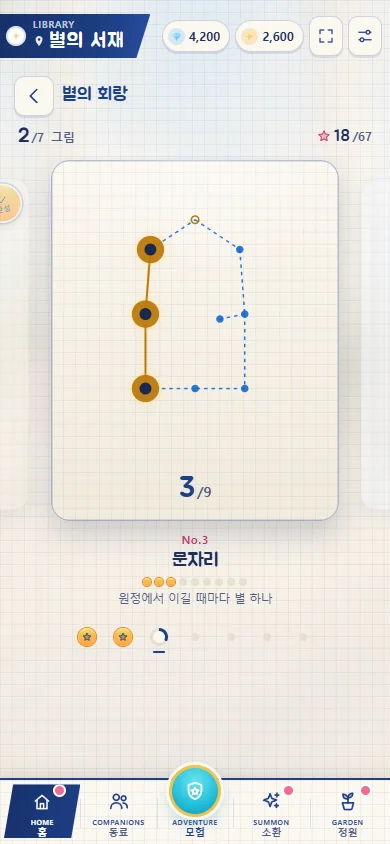 LIBRARY
별의 서재
4,200
2,600
별의 회랑
2/7 그림
18/67
3/9
No.3
문자리
원정에서 이길 때마다 별 하나
HOME
홈
COMPANIONS
동료
ADVENTURE
모험
SUMMON
소환
GARDEN
정원